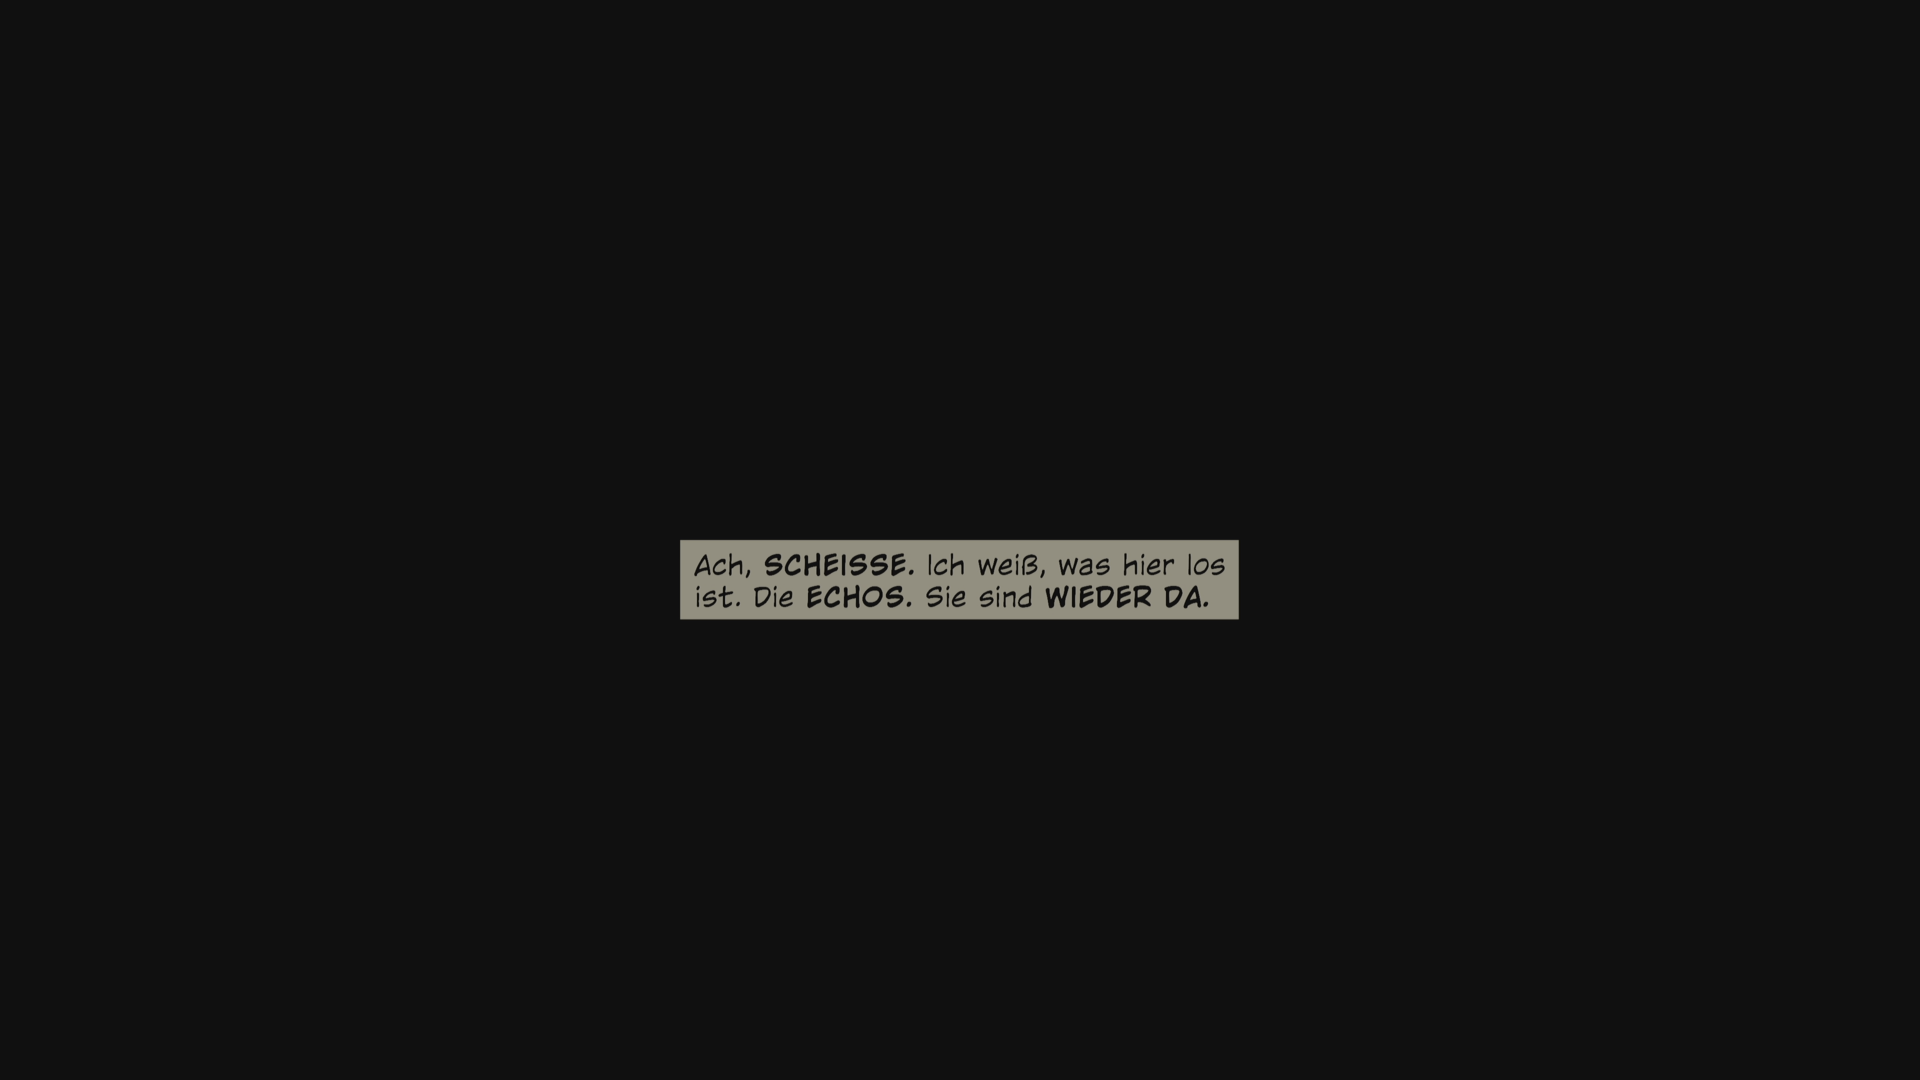 Ach, SCHEISSE. Ich weiß, was hier los
ist. Die ECHOS. Sie sind WIEDER DA.